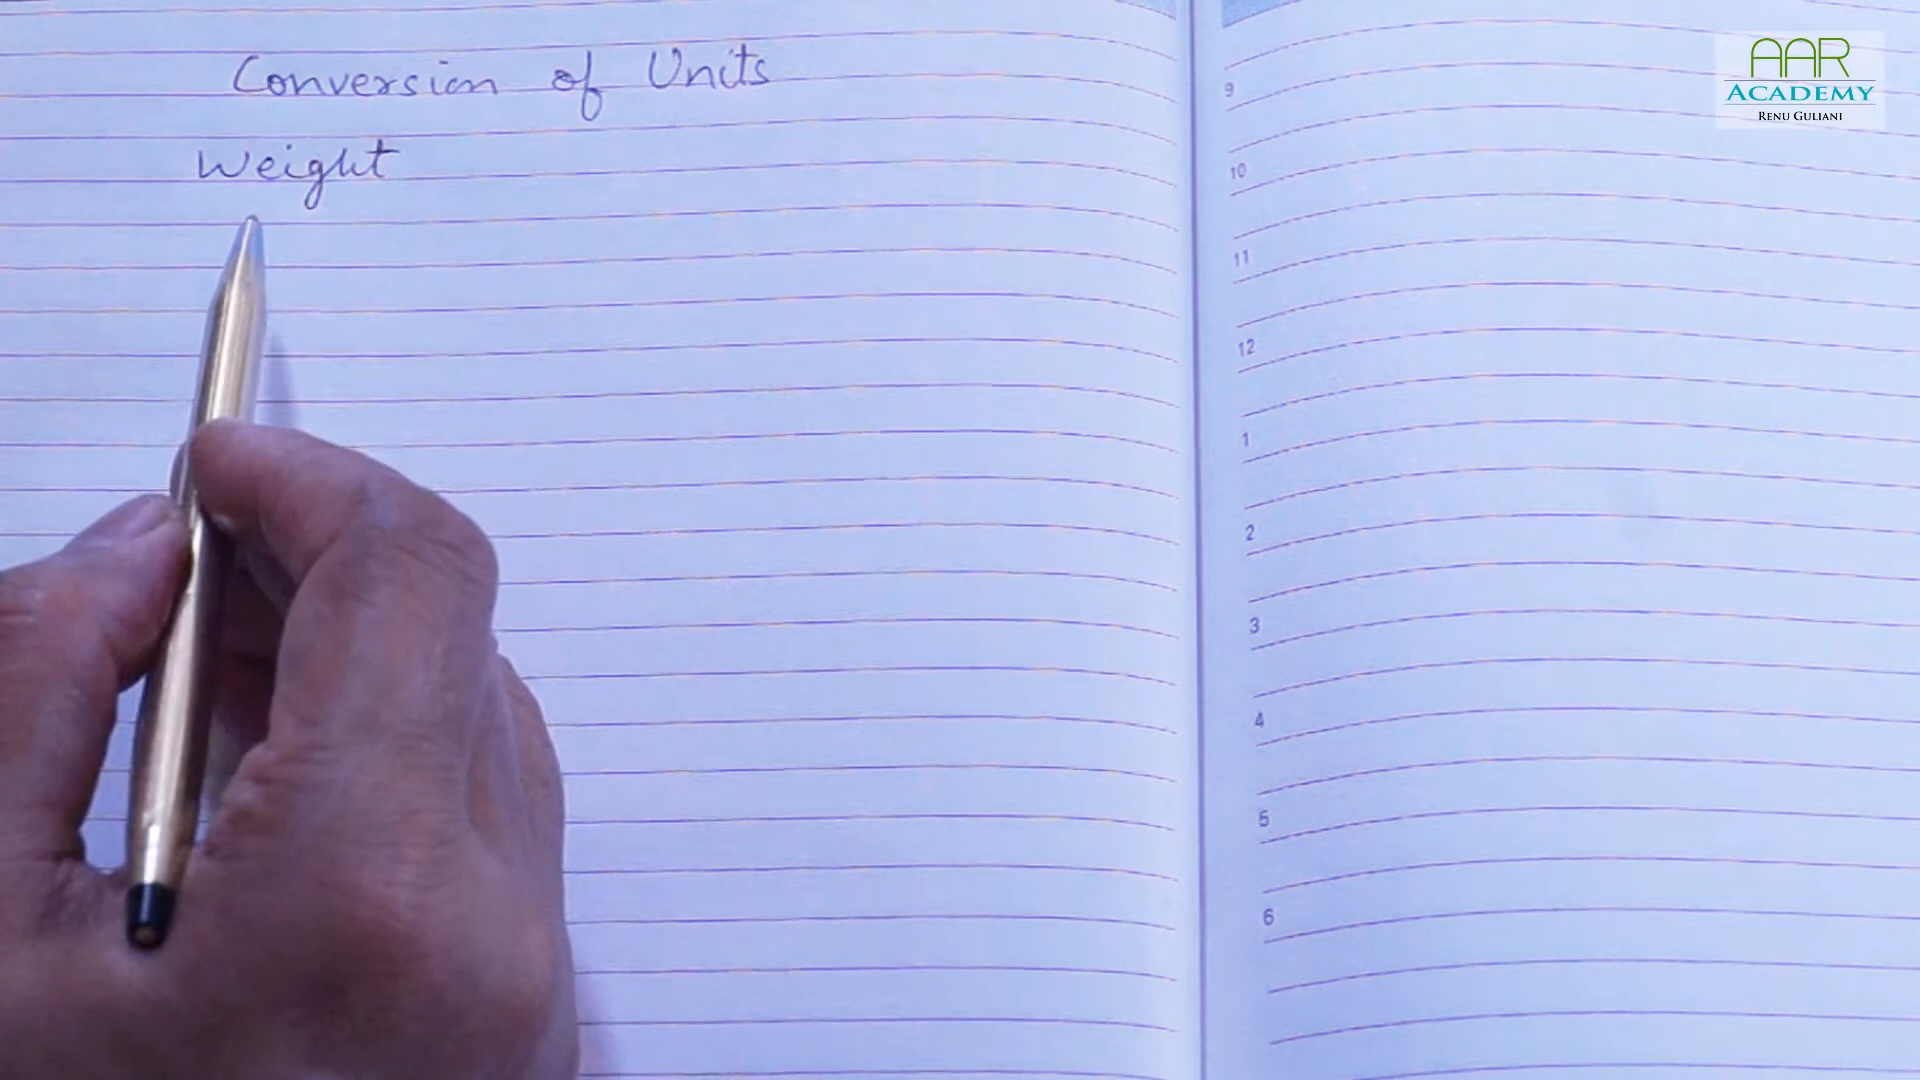 Conversion of Units
Weight
9
10
11
12
1
2
3
4
5
6
AAR
ACADEMY
RENU GULIANI